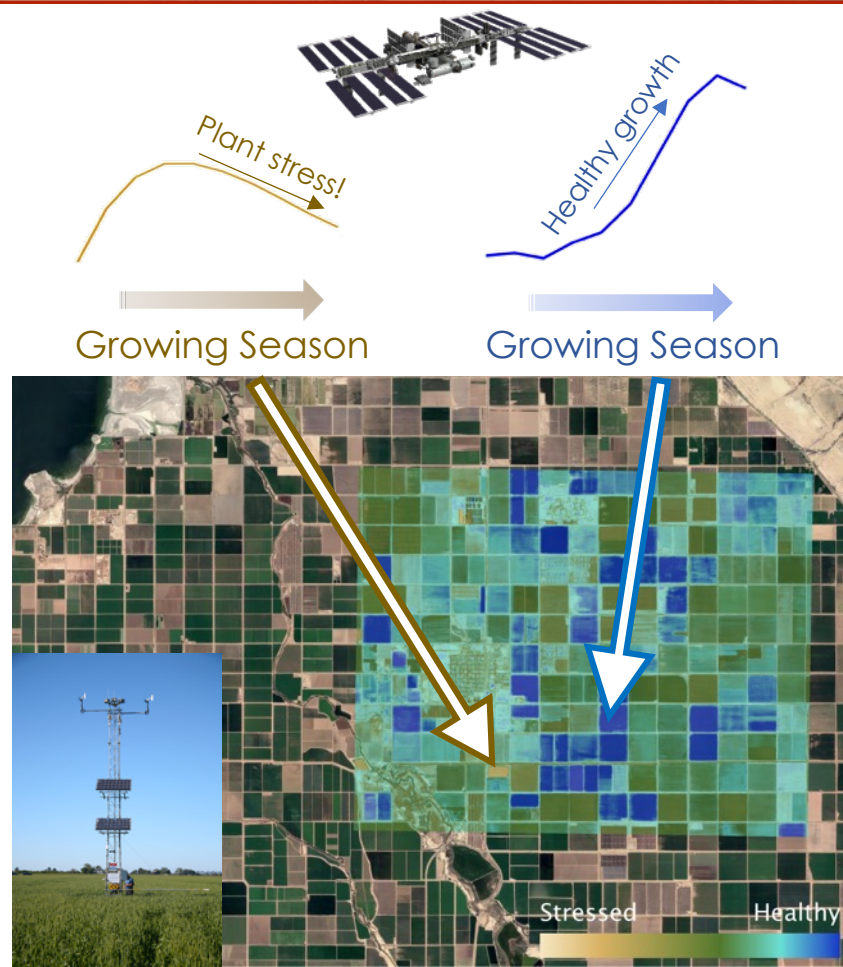 Plant stress!
Healthy growth
Growing Season
Growing Season
Stressed
Healthy